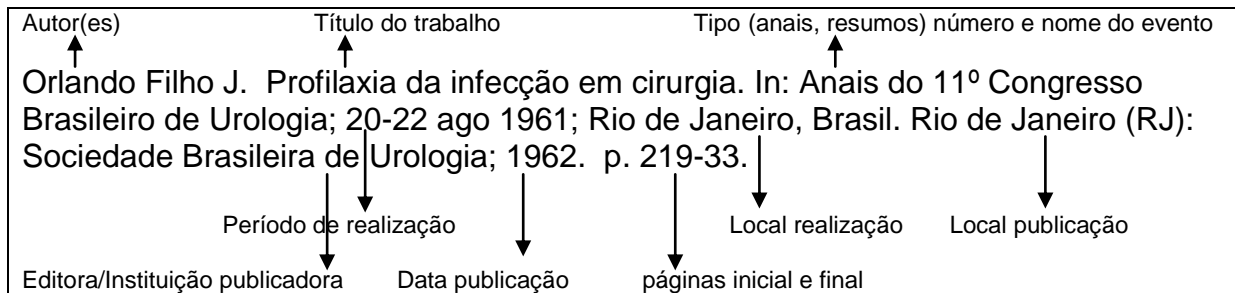 Autor(es) Título do trabalho Tipo (anais, resumos) número e nome do evento
Orlando Filho J. Profilaxia da infecção em cirurgia. In: Anais do 11º Congresso
Brasileiro de Urologia; 20-22 ago 1961; Rio de Janeiro, Brasil. Rio de Janeiro (RJ):
Sociedade Brasileira de Urologia; 1962. p. 219-33.
Período de realização Local realização Local publicação
Editora/Instituição publicadora Data publicação páginas inicial e final